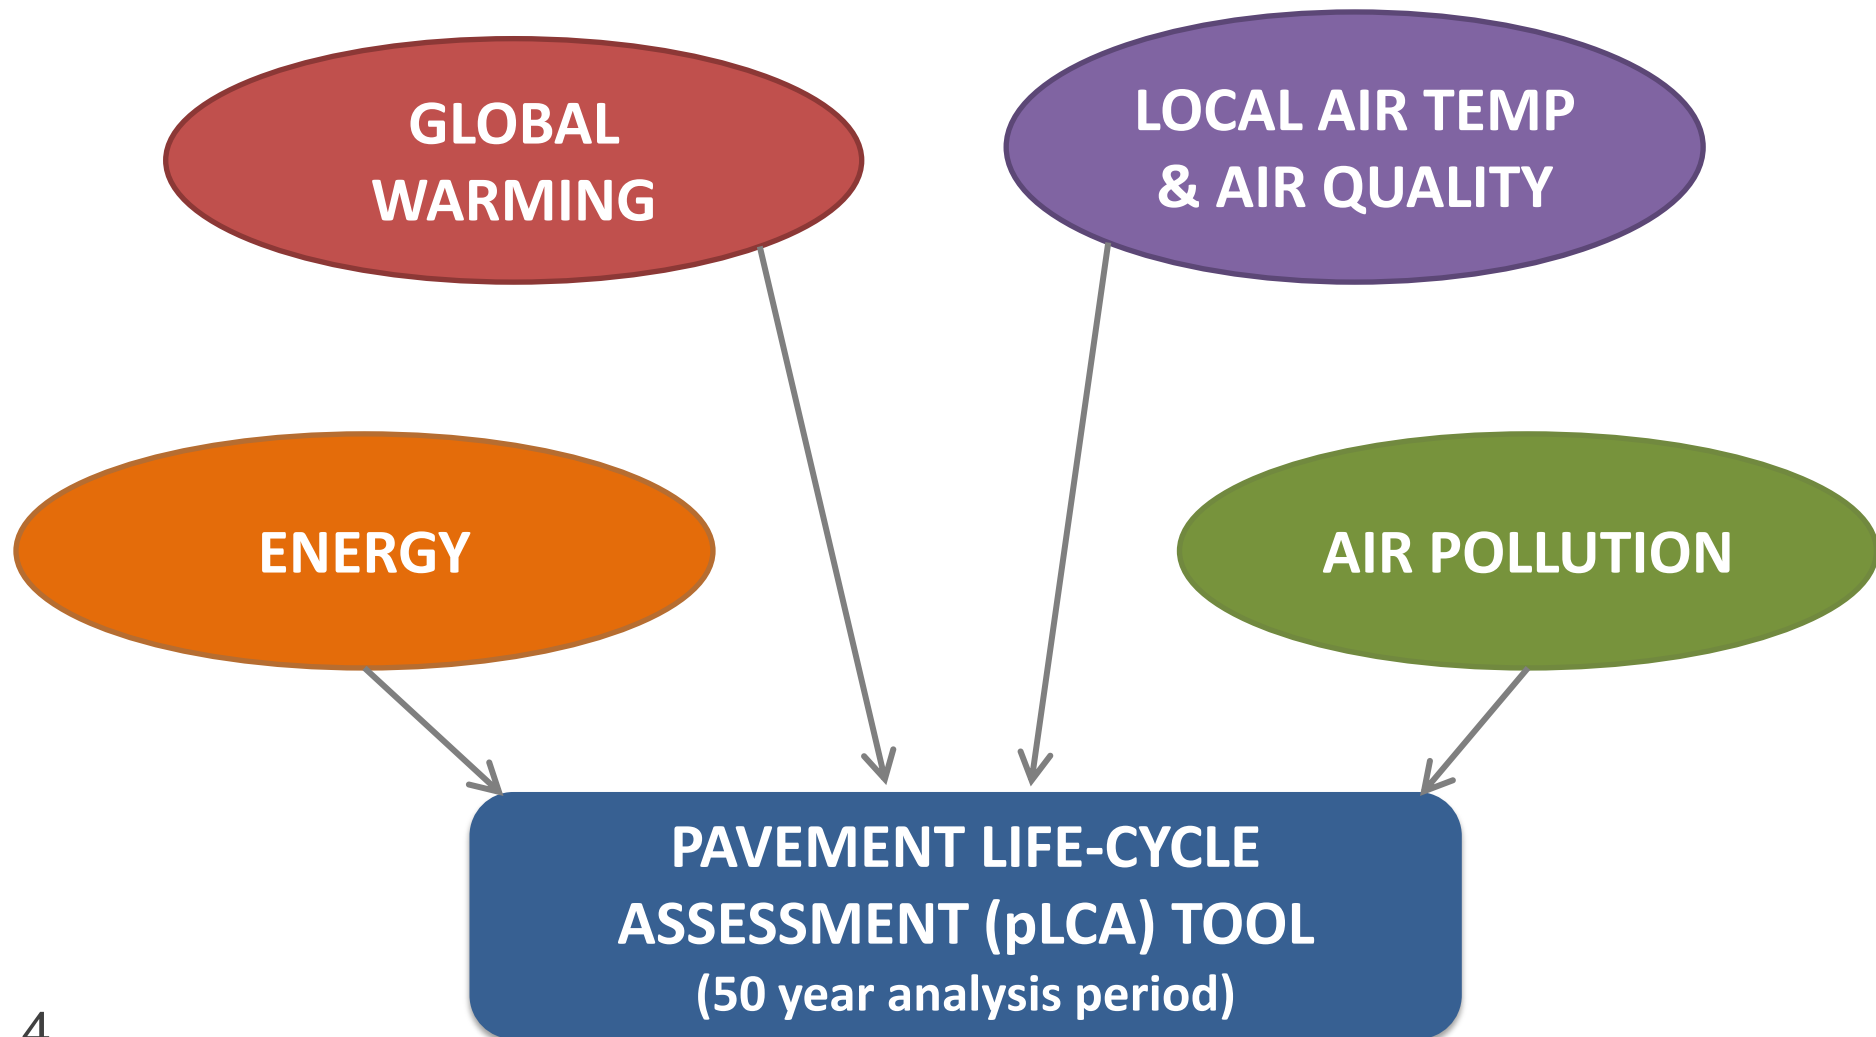 GLOBAL
WARMING
LOCAL AIR TEMP
& AIR QUALITY
ENERGY
AIR POLLUTION
PAVEMENT LIFE-CYCLE
ASSESSMENT (pLCA) TOOL
(50 year analysis period)
4